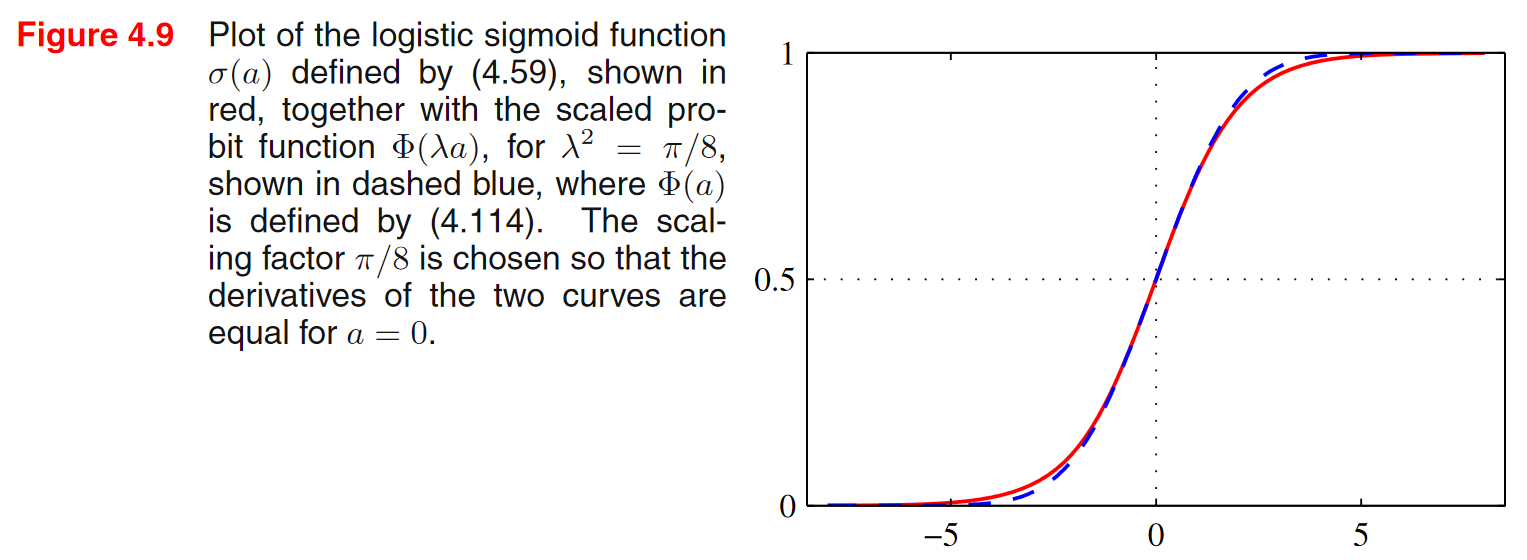 Figure 4.9 Plot of the logistic sigmoid function
σ(a) defined by (4.59), shown in
red, together with the scaled pro-
bit function Φ(λa), for λ² = π/8,
shown in dashed blue, where Φ(a)
is defined by (4.114). The scal-
ing factor π/8 is chosen so that the
derivatives of the two curves are
equal for a = 0.
1
0.5
0
−5 0 5